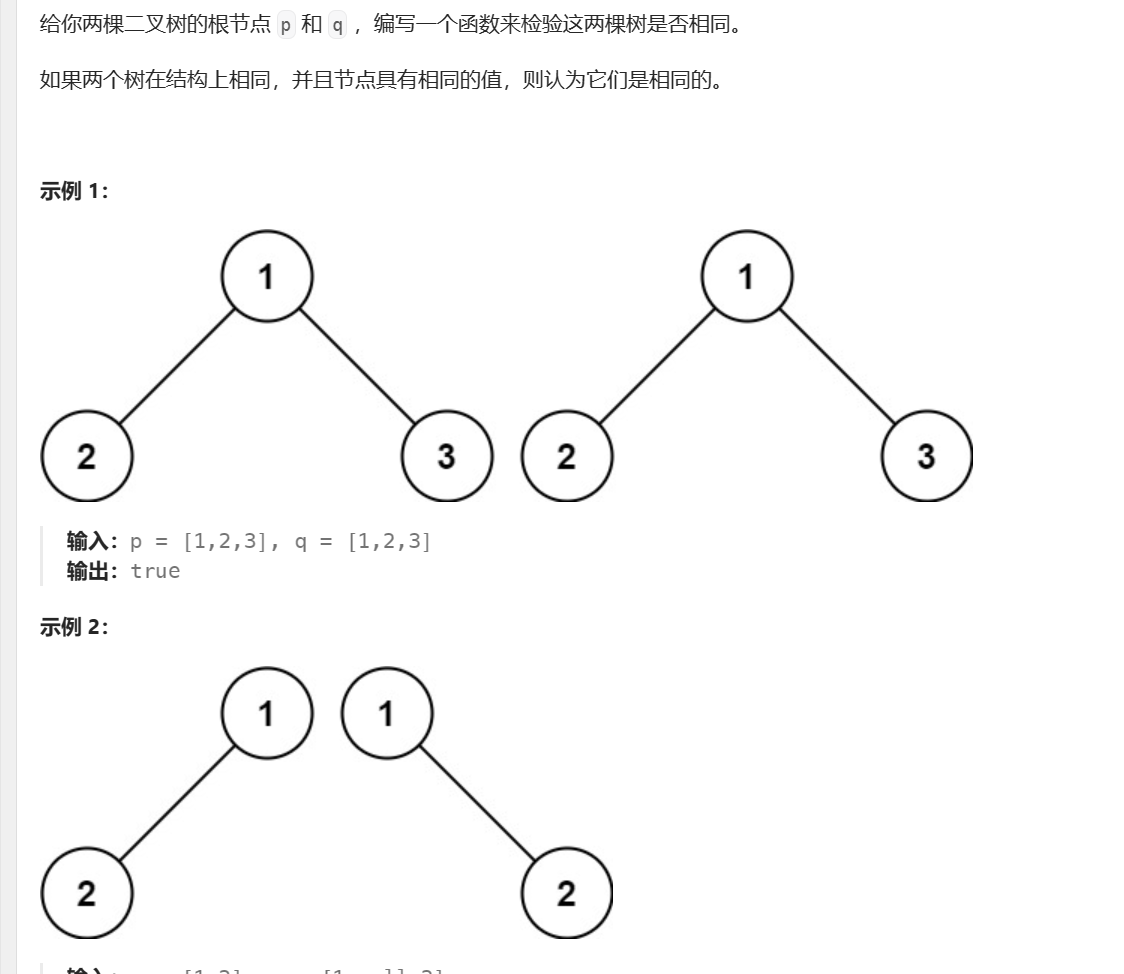 给你两棵二叉树的根节点 p 和 q ，编写一个函数来检验这两棵树是否相同。
如果两个树在结构上相同，并且节点具有相同的值，则认为它们是相同的。
示例 1：
1 1
2 3 2 3
输入：p = [1,2,3], q = [1,2,3]
输出：true
示例 2：
1 1
2 2